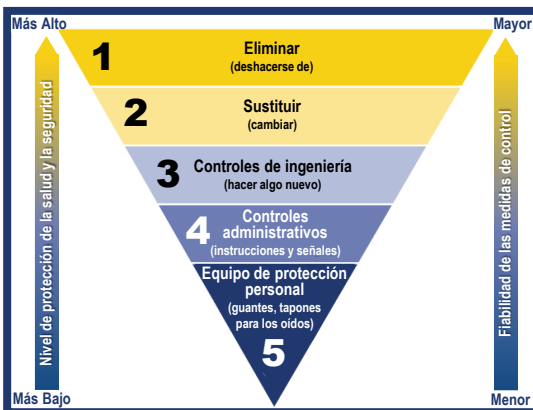 Más Alto
Mayor
1
Eliminar
(deshacerse de)
2
Sustituir
(cambiar)
3
Controles de ingeniería
(hacer algo nuevo)
4
Controles
administrativos
(instrucciones y señales)
Equipo de protección
personal
(guantes, tapones
para los oídos)
5
Nivel de protección de la salud y la seguridad
Fiabilidad de las medidas de control
Más Bajo
Menor